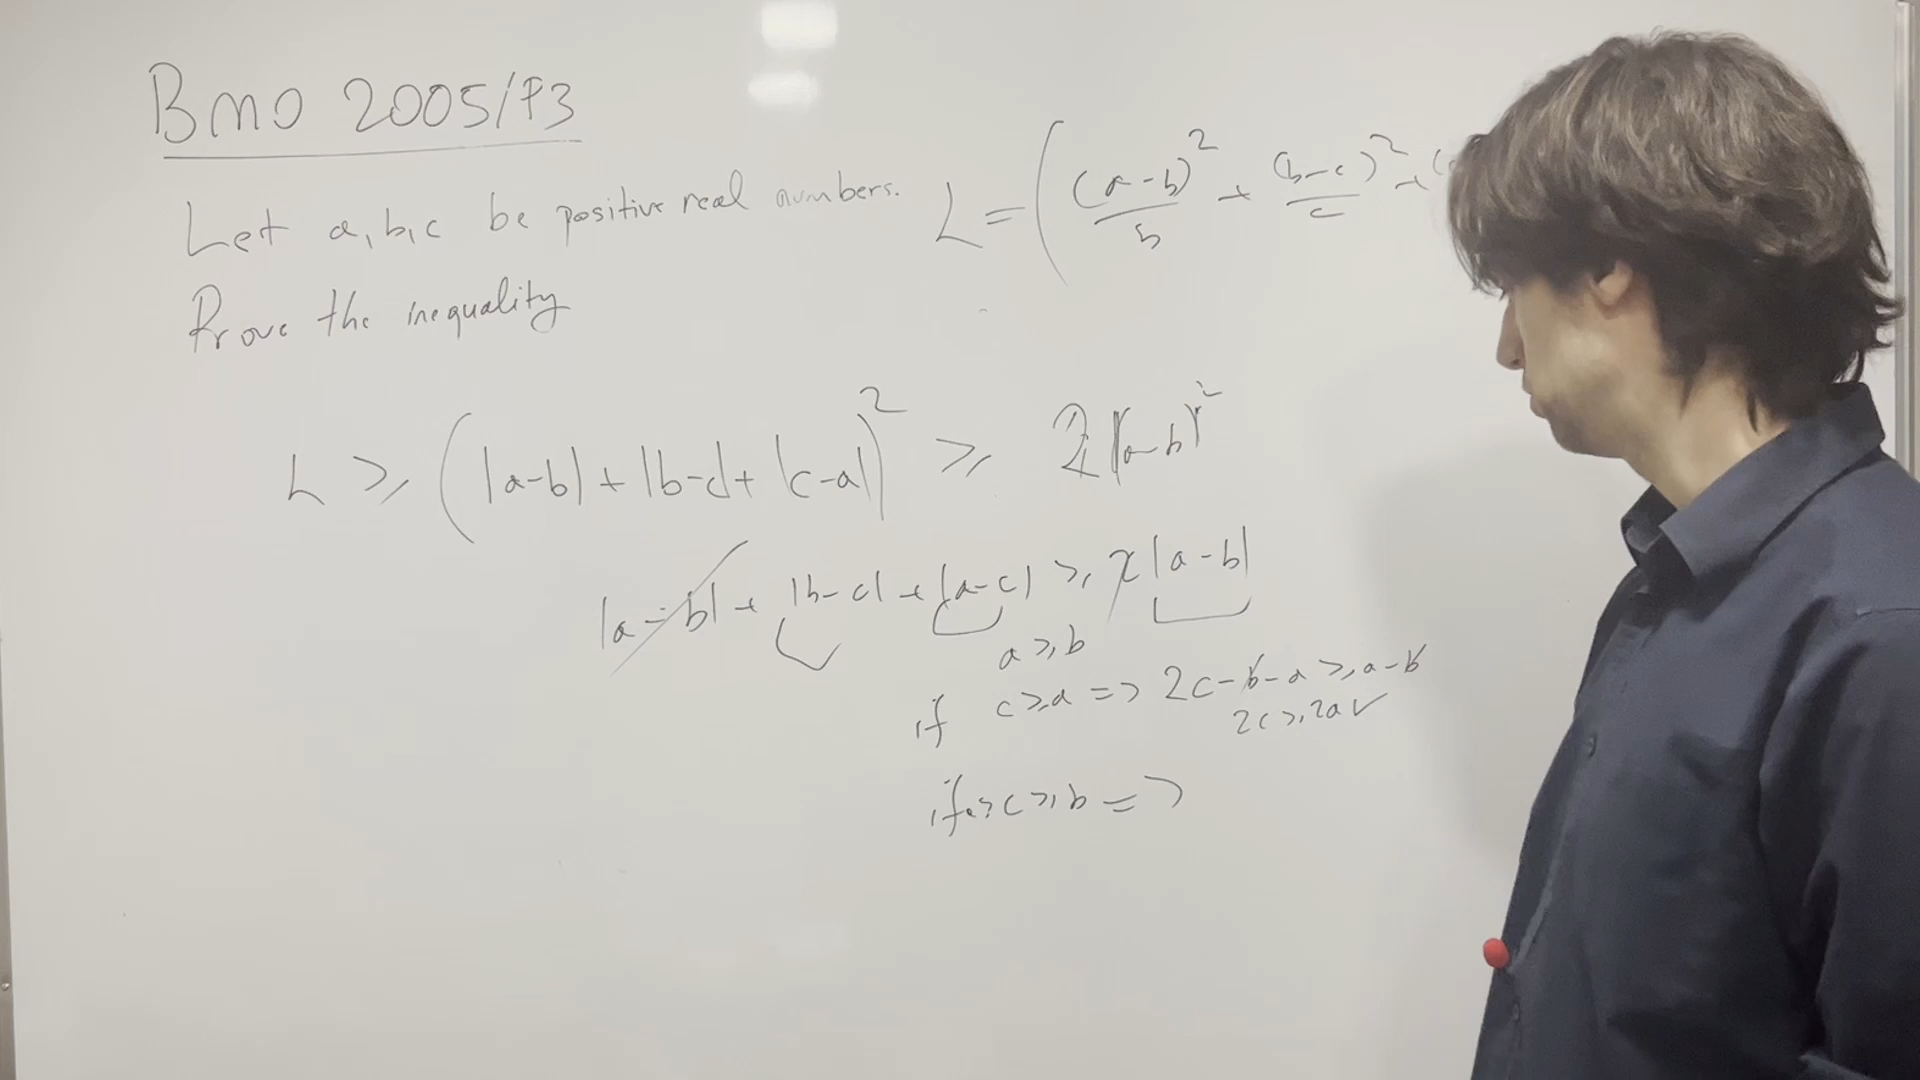 BMO 2005/P3
Let a, b, c be positive real numbers.
Prove the inequality
L = ( (a-b)²/b + (b-c)²/c + (
L ≥ (|a-b| + |b-c| + |c-a|)² ≥ (a-b)²
|a-b| + |b-c| + |a-c| ≥ 2|a-b|
a ≥ b
if c ≥ a => 2c-b-a ≥ a-b
2c ≥ 2a ✓
if a ≥ c ≥ b =>